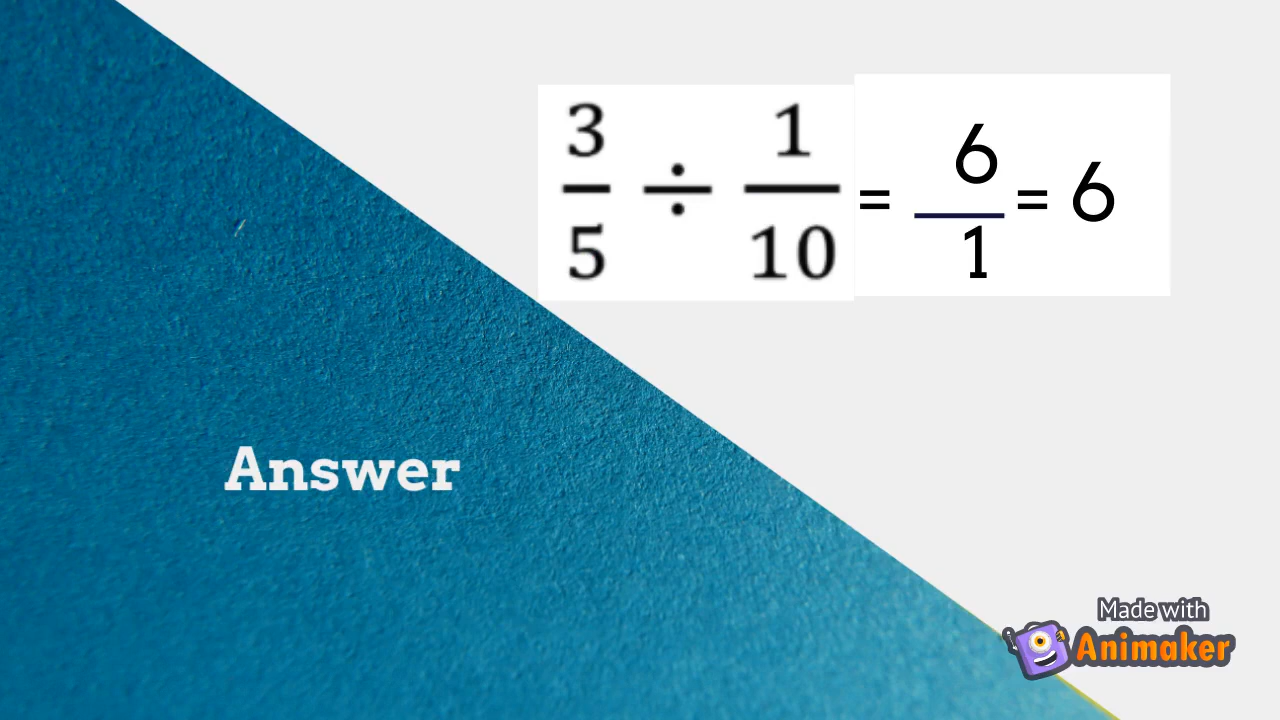 3/5 ÷ 1/10 = 6/1 = 6
Answer
Made with
Animaker